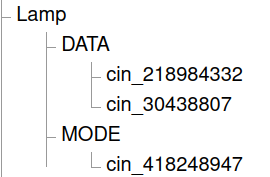 Lamp
DATA
cin_218984332
cin_30438807
MODE
cin_418248947